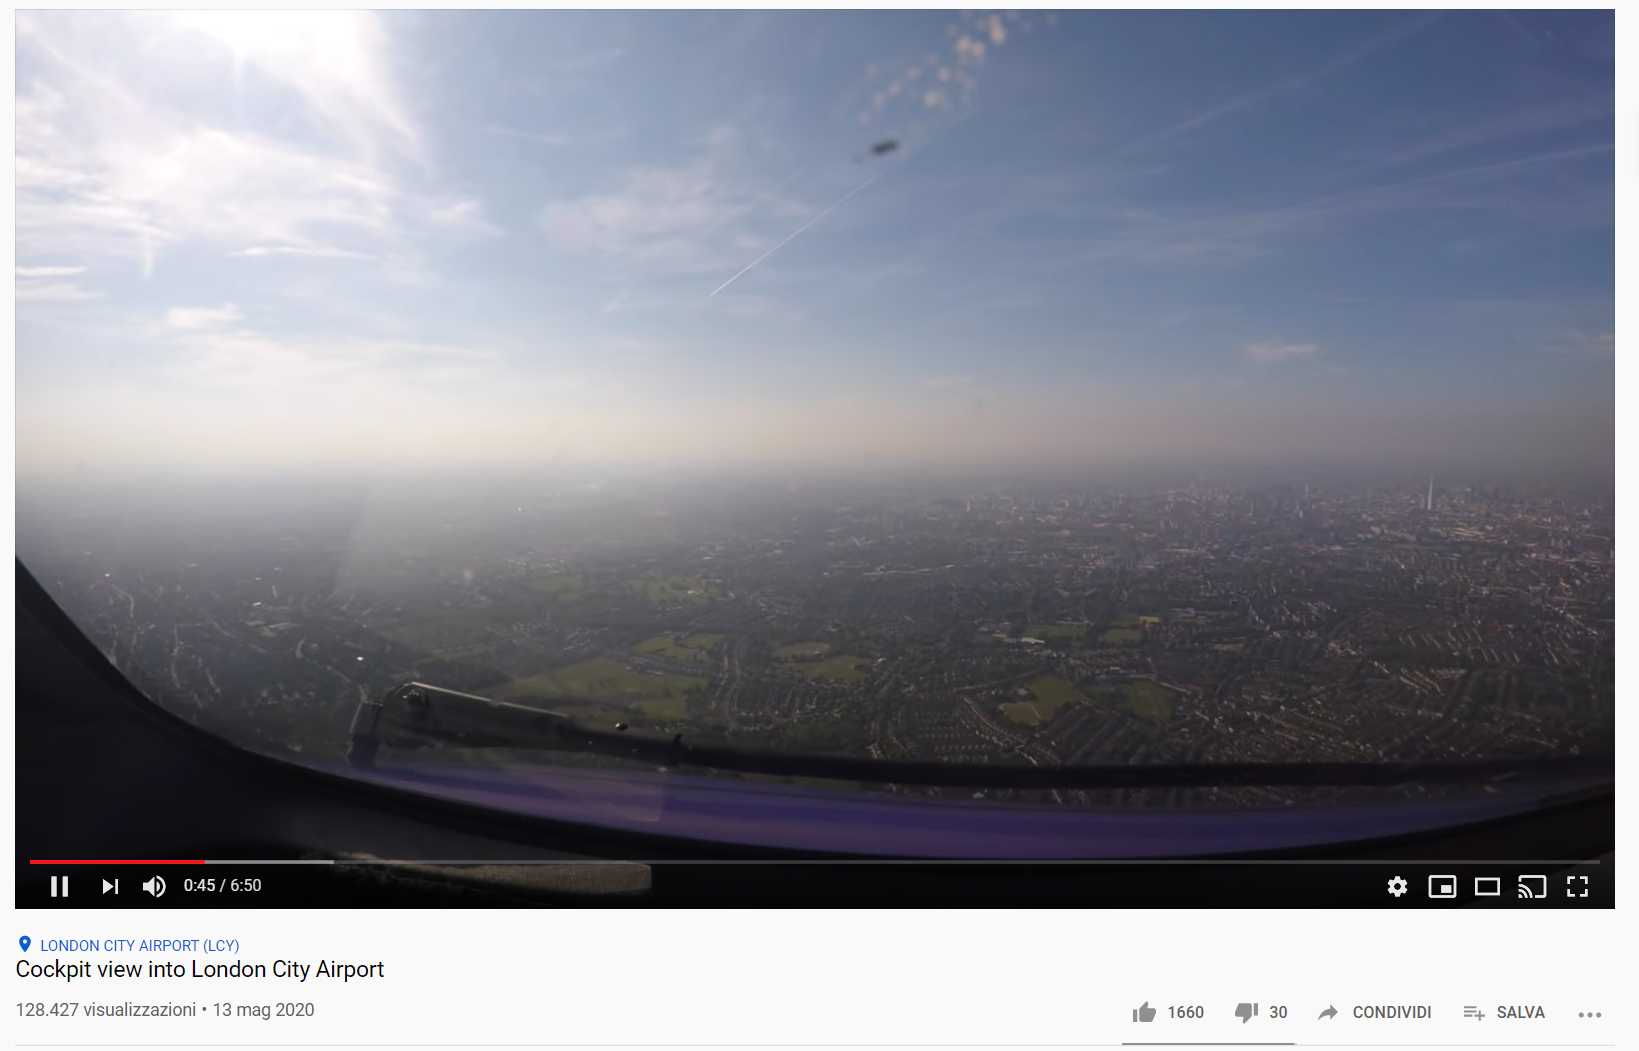 0:45 / 6:50
LONDON CITY AIRPORT (LCY)
Cockpit view into London City Airport
128.427 visualizzazioni • 13 mag 2020
1660 30 CONDIVIDI SALVA